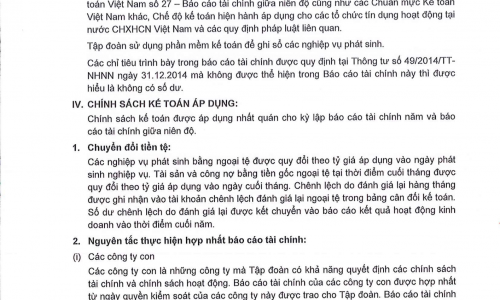 toán Việt Nam số 27 – Báo cáo tài chính giữa niên độ cũng như các Chuẩn mực Kế toán
Việt Nam khác, Chế độ kế toán hiện hành áp dụng cho các tổ chức tín dụng hoạt động tại
nước CHXHCN Việt Nam và các quy định pháp luật liên quan.
Tập đoàn sử dụng phần mềm kế toán để ghi sổ các nghiệp vụ phát sinh.
Các chỉ tiêu trình bày trong báo cáo tài chính được quy định tại Thông tư số 49/2014/TT-
NHNN ngày 31.12.2014 mà không được thể hiện trong Báo cáo tài chính này thì được
hiểu là không có số dư.
IV. CHÍNH SÁCH KẾ TOÁN ÁP DỤNG:
Chính sách kế toán được áp dụng nhất quán cho kỳ lập báo cáo tài chính năm và báo
cáo tài chính giữa niên độ.
1. Chuyển đổi tiền tệ:
Các nghiệp vụ phát sinh bằng ngoại tệ được quy đổi theo tỷ giá áp dụng vào ngày phát
sinh nghiệp vụ. Tài sản và công nợ bằng tiền gốc ngoại tệ tại thời điểm cuối tháng được
quy đổi theo tỷ giá áp dụng vào ngày cuối tháng. Chênh lệch do đánh giá lại hàng tháng
được ghi nhận vào tài khoản chênh lệch đánh giá lại ngoại tệ trong bảng cân đối kế toán.
Số dư chênh lệch do đánh giá lại được kết chuyển vào báo cáo kết quả hoạt động kinh
doanh vào thời điểm cuối năm.
2. Nguyên tắc thực hiện hợp nhất báo cáo tài chính:
(i) Các công ty con
Các công ty con là những công ty mà Tập đoàn có khả năng quyết định các chính sách
tài chính và chính sách hoạt động. Báo cáo tài chính của các công ty con được hợp nhất
từ ngày quyền kiểm soát của các công ty này được trao cho Tập đoàn. Báo cáo tài chính